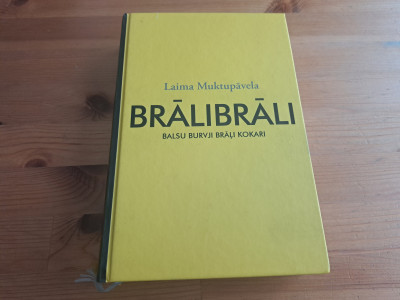 Laima Muktupāvela
BRĀLIBRĀLI
BALSU BURVJI BRĀĻI KOKARI